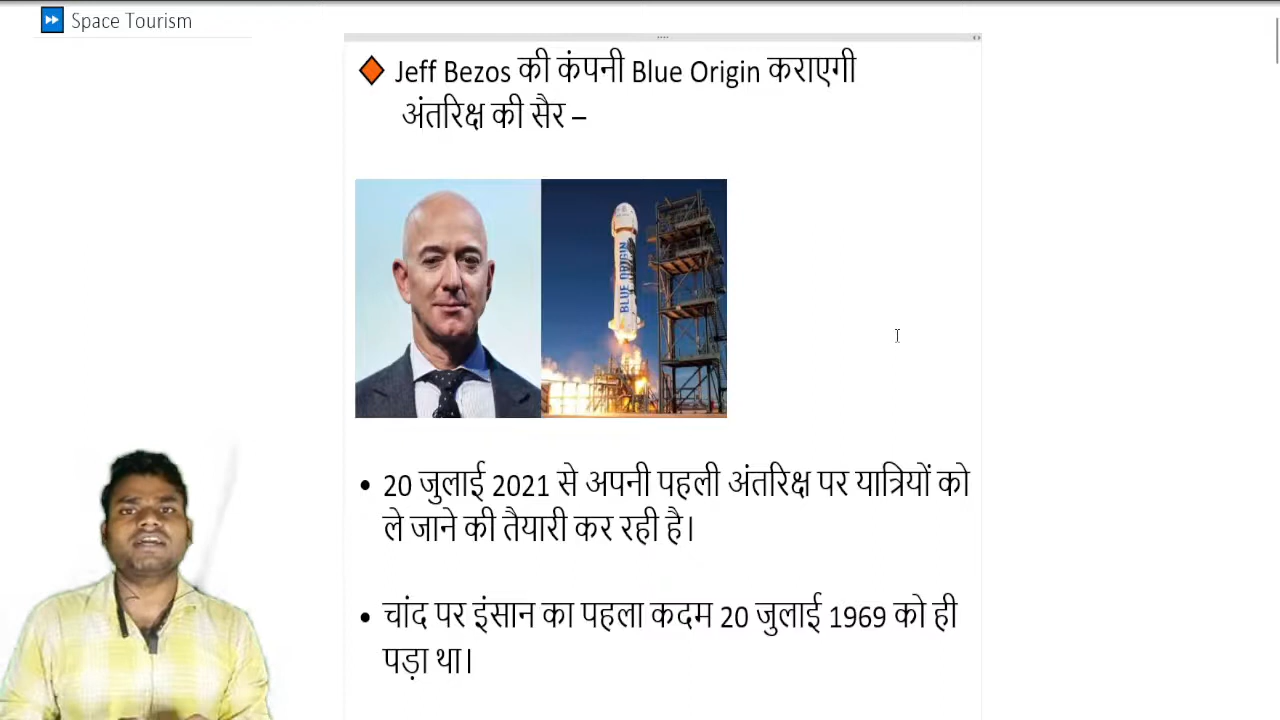 Space Tourism
Jeff Bezos की कंपनी Blue Origin कराएगी
अंतरिक्ष की सैर –
BLUE ORIGIN
• 20 जुलाई 2021 से अपनी पहली अंतरिक्ष पर यात्रियों को
ले जाने की तैयारी कर रही है।
• चांद पर इंसान का पहला कदम 20 जुलाई 1969 को ही
पड़ा था।